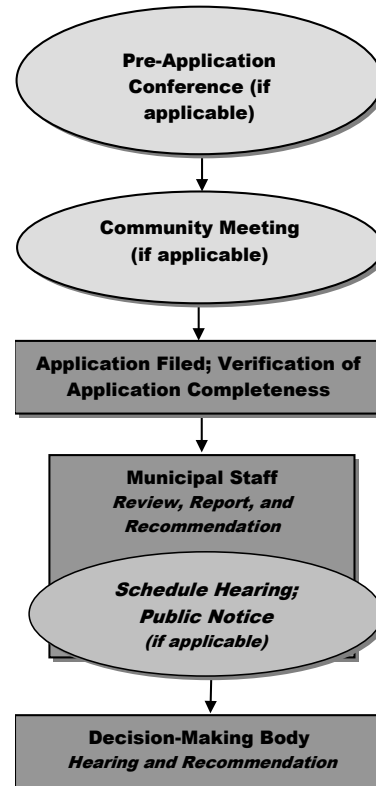 Pre-Application
Conference (if
applicable)
Community Meeting
(if applicable)
Application Filed; Verification of
Application Completeness
Municipal Staff
Review, Report, and
Recommendation
Schedule Hearing;
Public Notice
(if applicable)
Decision-Making Body
Hearing and Recommendation